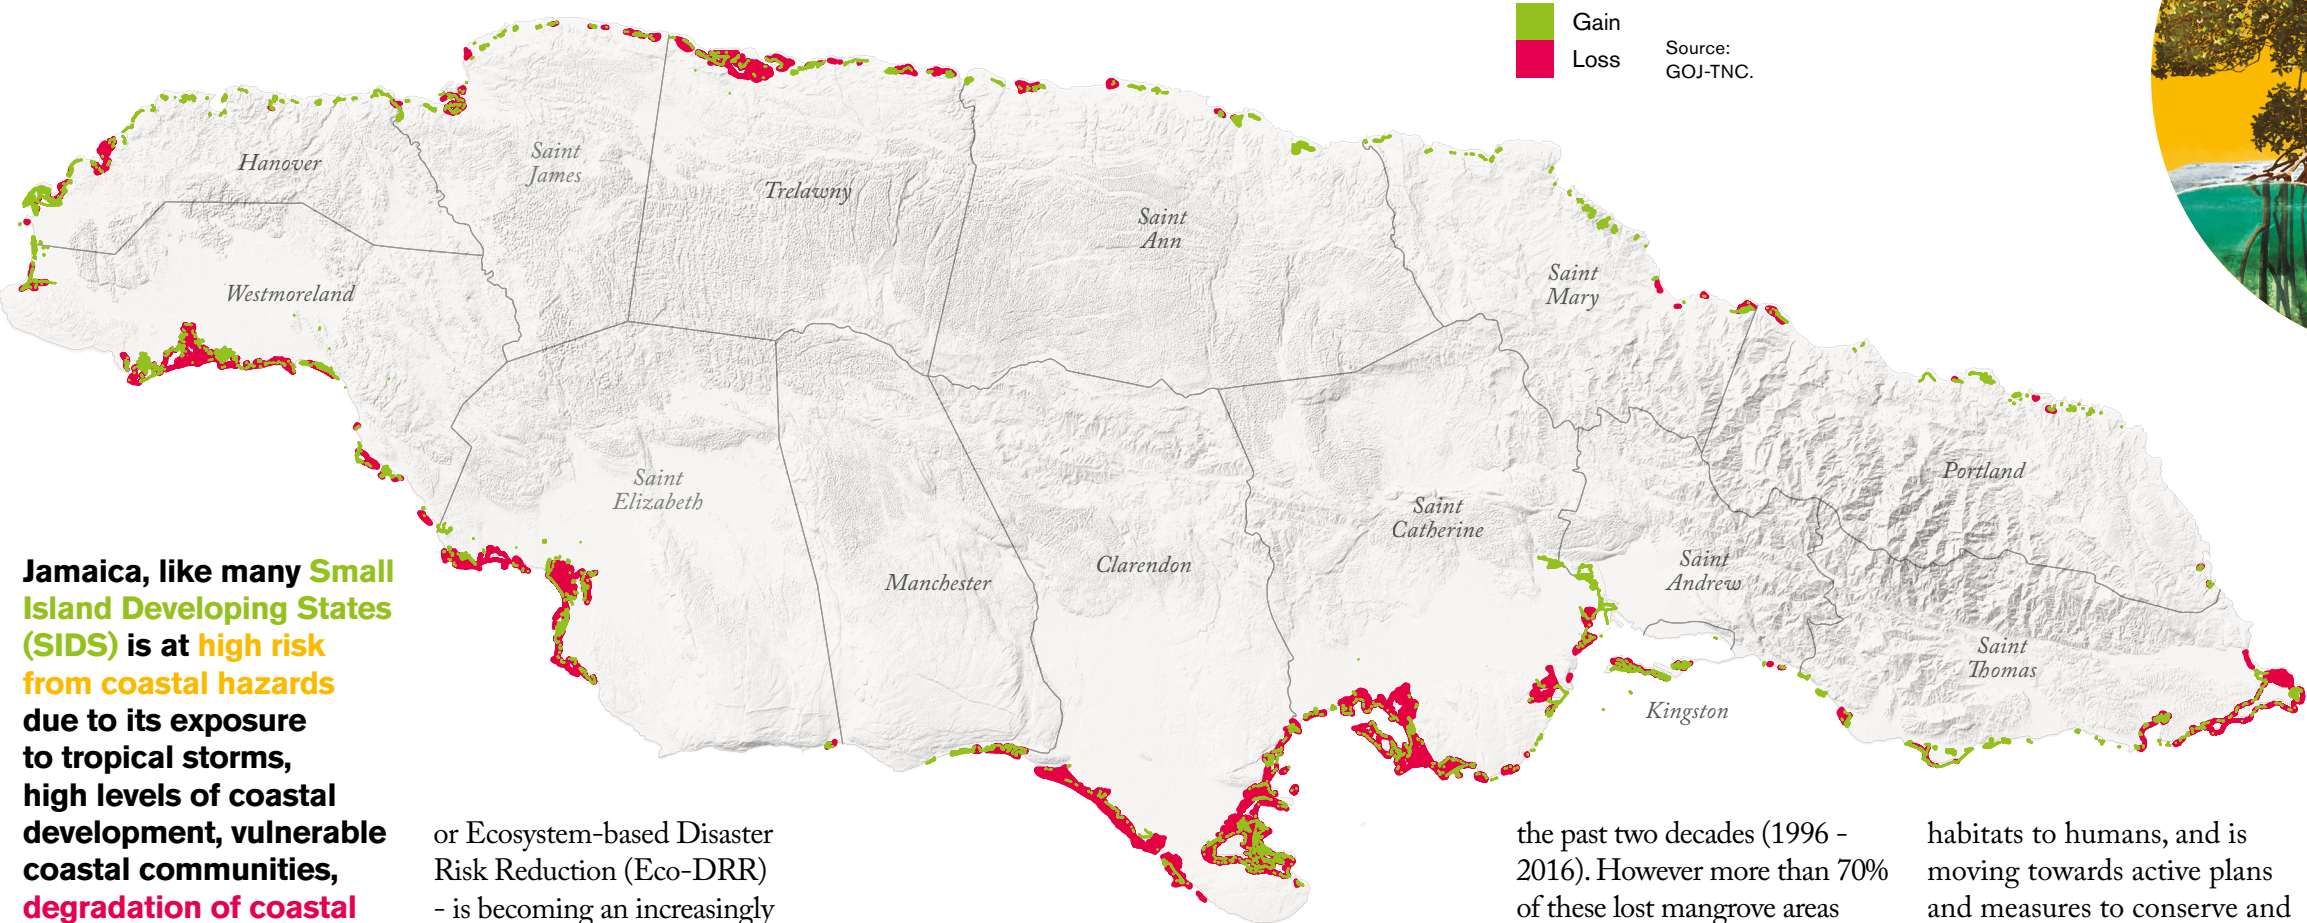 Gain
Loss
Source:
GOJ-TNC.
Hanover
Saint
James
Trelawny
Saint
Ann
Saint
Mary
Westmoreland
Saint
Elizabeth
Manchester
Clarendon
Saint
Catherine
Saint
Andrew
Portland
Saint
Thomas
Kingston
Jamaica, like many Small
Island Developing States
(SIDS) is at high risk
from coastal hazards
due to its exposure
to tropical storms,
high levels of coastal
development, vulnerable
coastal communities,
degradation of coastal
or Ecosystem-based Disaster
Risk Reduction (Eco-DRR)
- is becoming an increasingly
the past two decades (1996 -
2016). However more than 70%
of these lost mangrove areas
habitats to humans, and is
moving towards active plans
and measures to conserve and